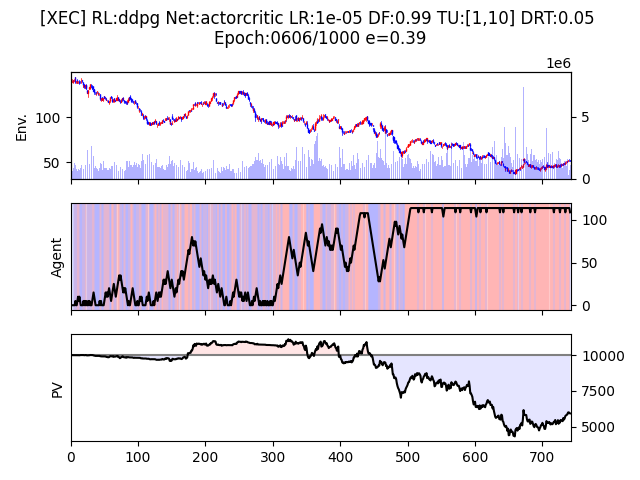 [XEC] RL:ddpg Net:actorcritic LR:1e-05 DF:0.99 TU:[1,10] DRT:0.05
Epoch:0606/1000 e=0.39
1e6
Env.
100
50
5
0
Agent
100
50
0
PV
10000
7500
5000
0 100 200 300 400 500 600 700